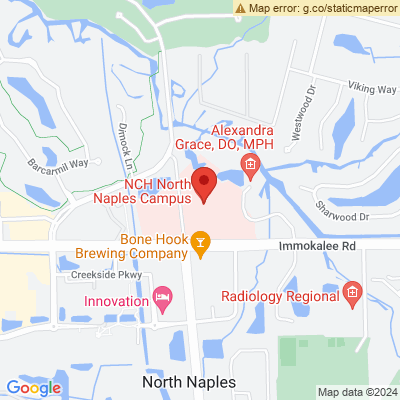 Map error: g.co/staticmaperror
Viking Way
Westwood Dr
Dimock Ln
Barcarmil Way
Alexandra
Grace, DO, MPH
NCH North
Naples Campus
Sharwood Dr
Bone Hook
Brewing Company
Immokalee Rd
Creekside Pkwy
Innovation
Radiology Regional
North Naples
Google
Map data ©2024